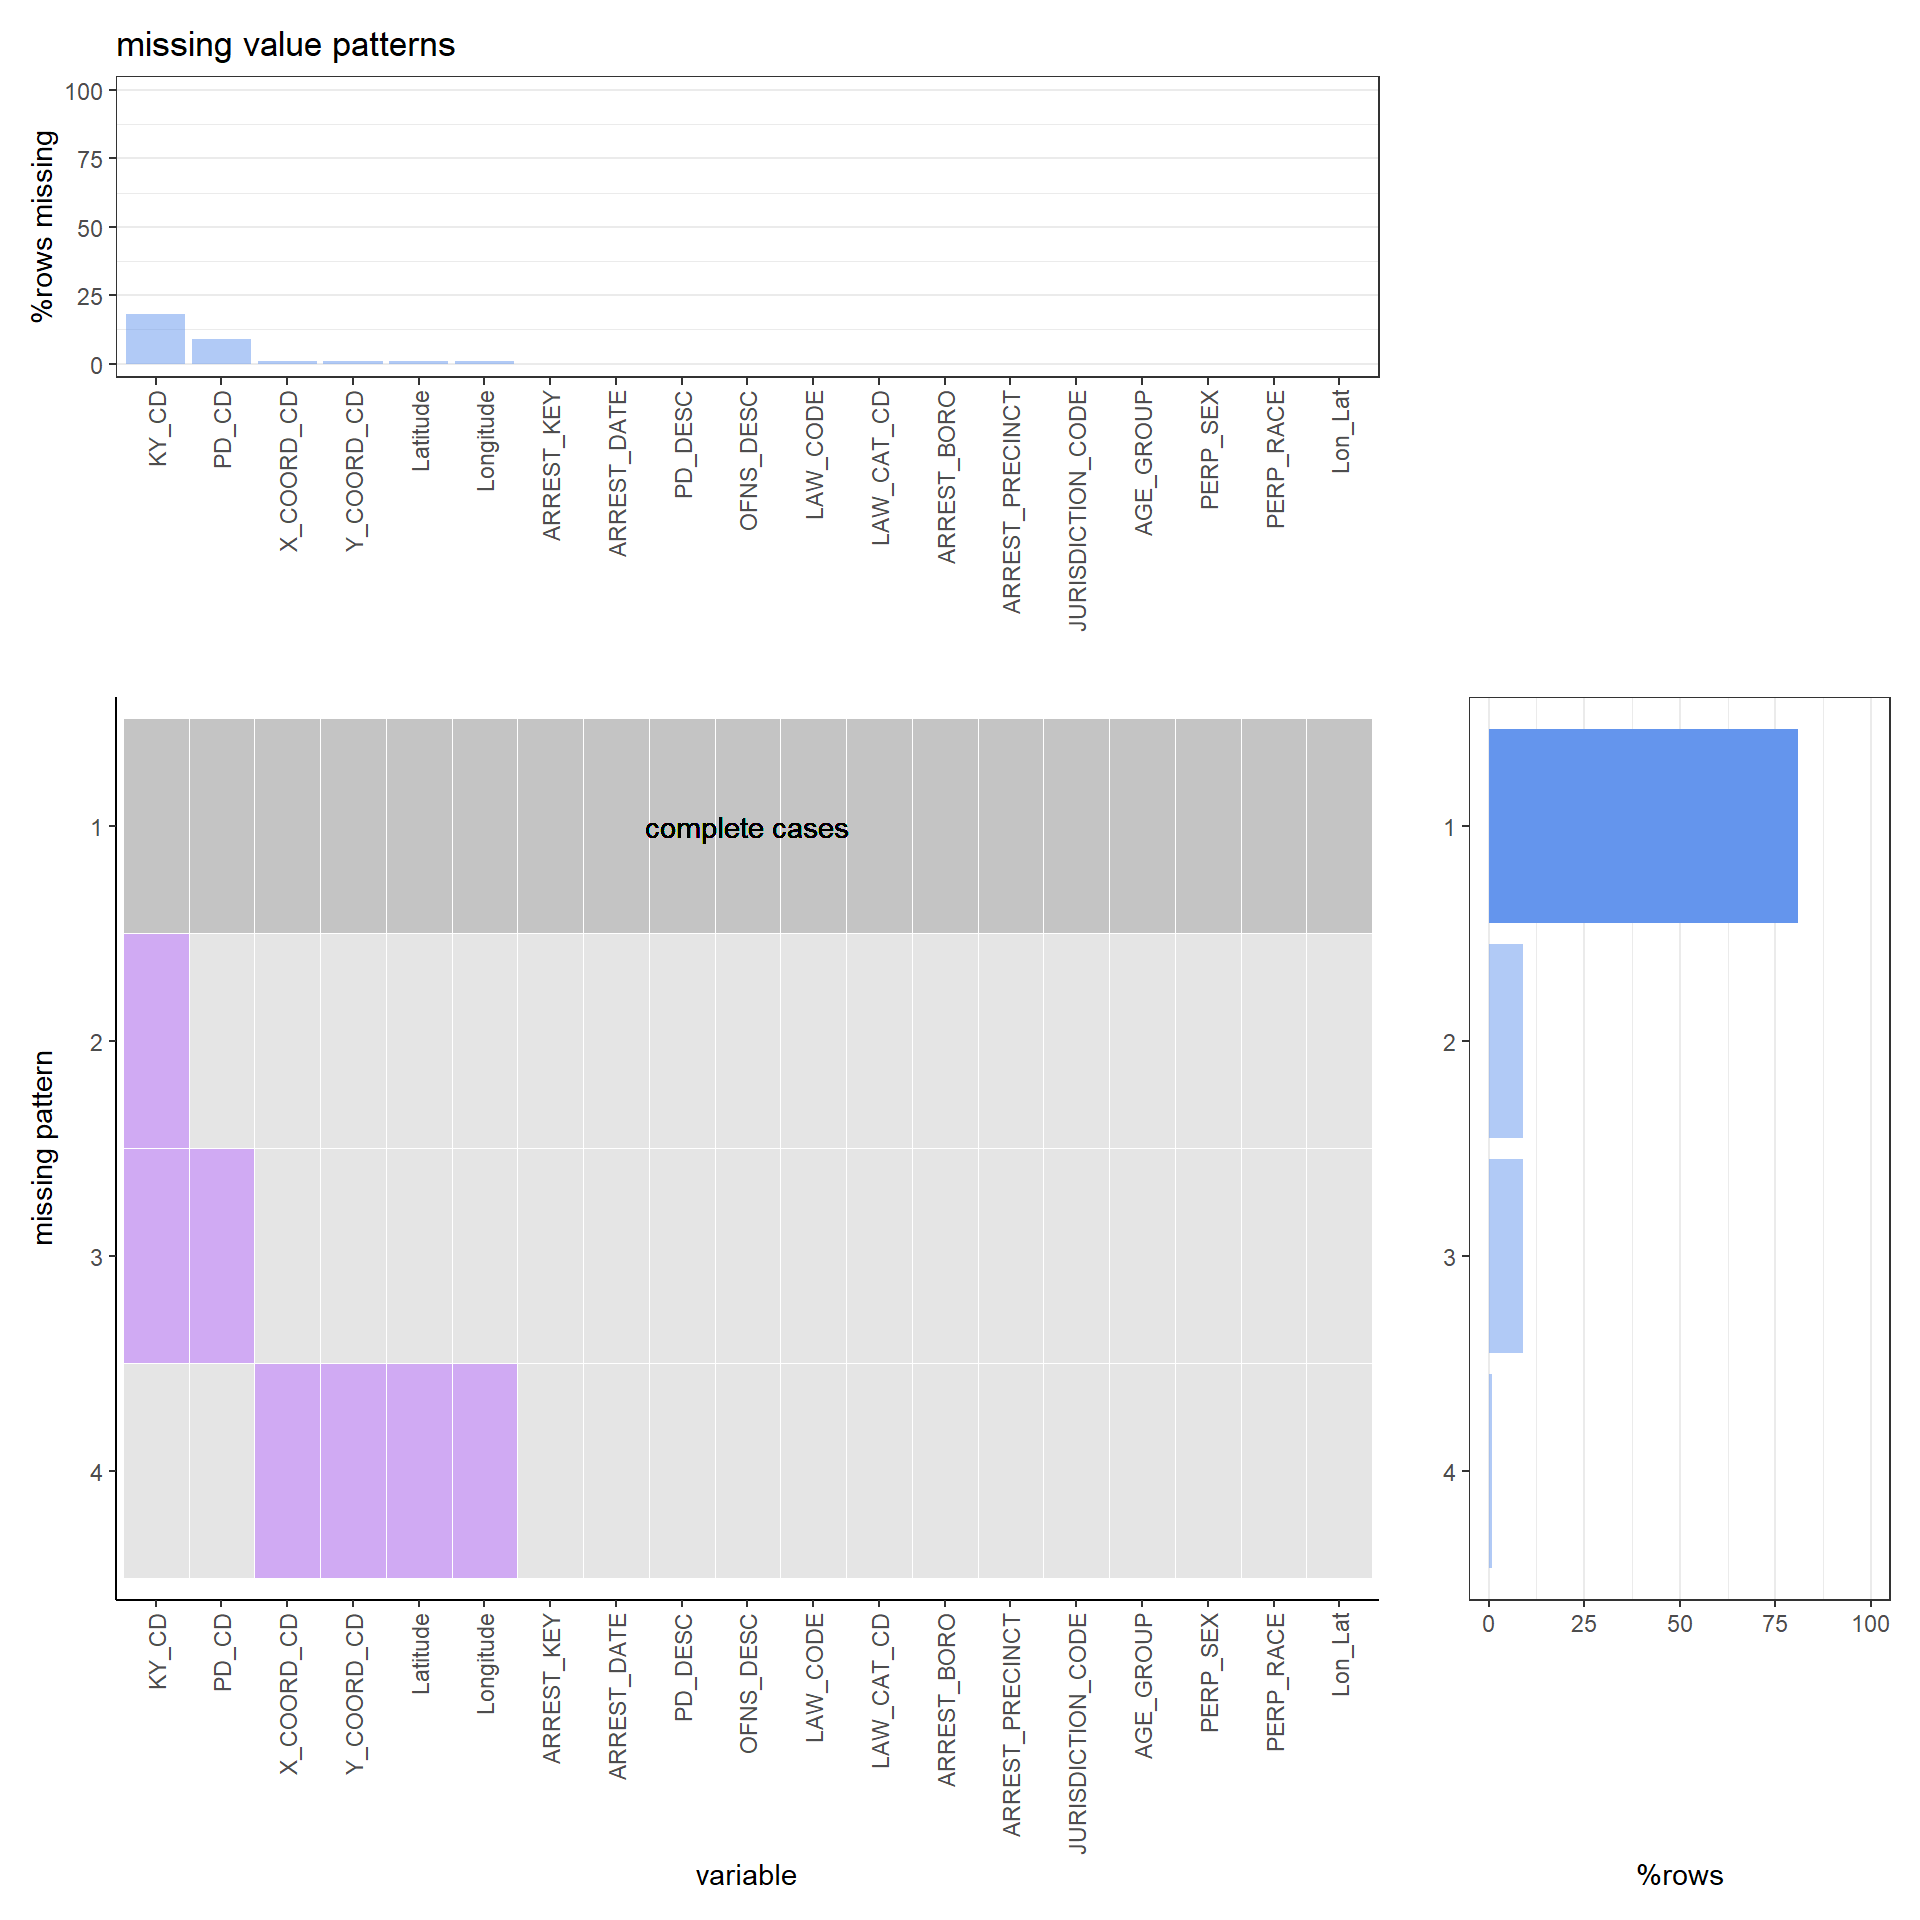 missing value patterns
%rows missing
100
75
50
25
0
KY_CD
PD_CD
X_COORD_CD
Y_COORD_CD
Latitude
Longitude
ARREST_KEY
ARREST_DATE
PD_DESC
OFNS_DESC
LAW_CODE
LAW_CAT_CD
ARREST_BORO
ARREST_PRECINCT
JURISDICTION_CODE
AGE_GROUP
PERP_SEX
PERP_RACE
Lon_Lat
missing pattern
1
2
3
4
complete cases
KY_CD
PD_CD
X_COORD_CD
Y_COORD_CD
Latitude
Longitude
ARREST_KEY
ARREST_DATE
PD_DESC
OFNS_DESC
LAW_CODE
LAW_CAT_CD
ARREST_BORO
ARREST_PRECINCT
JURISDICTION_CODE
AGE_GROUP
PERP_SEX
PERP_RACE
Lon_Lat
variable
1
2
3
4
0 25 50 75 100
%rows